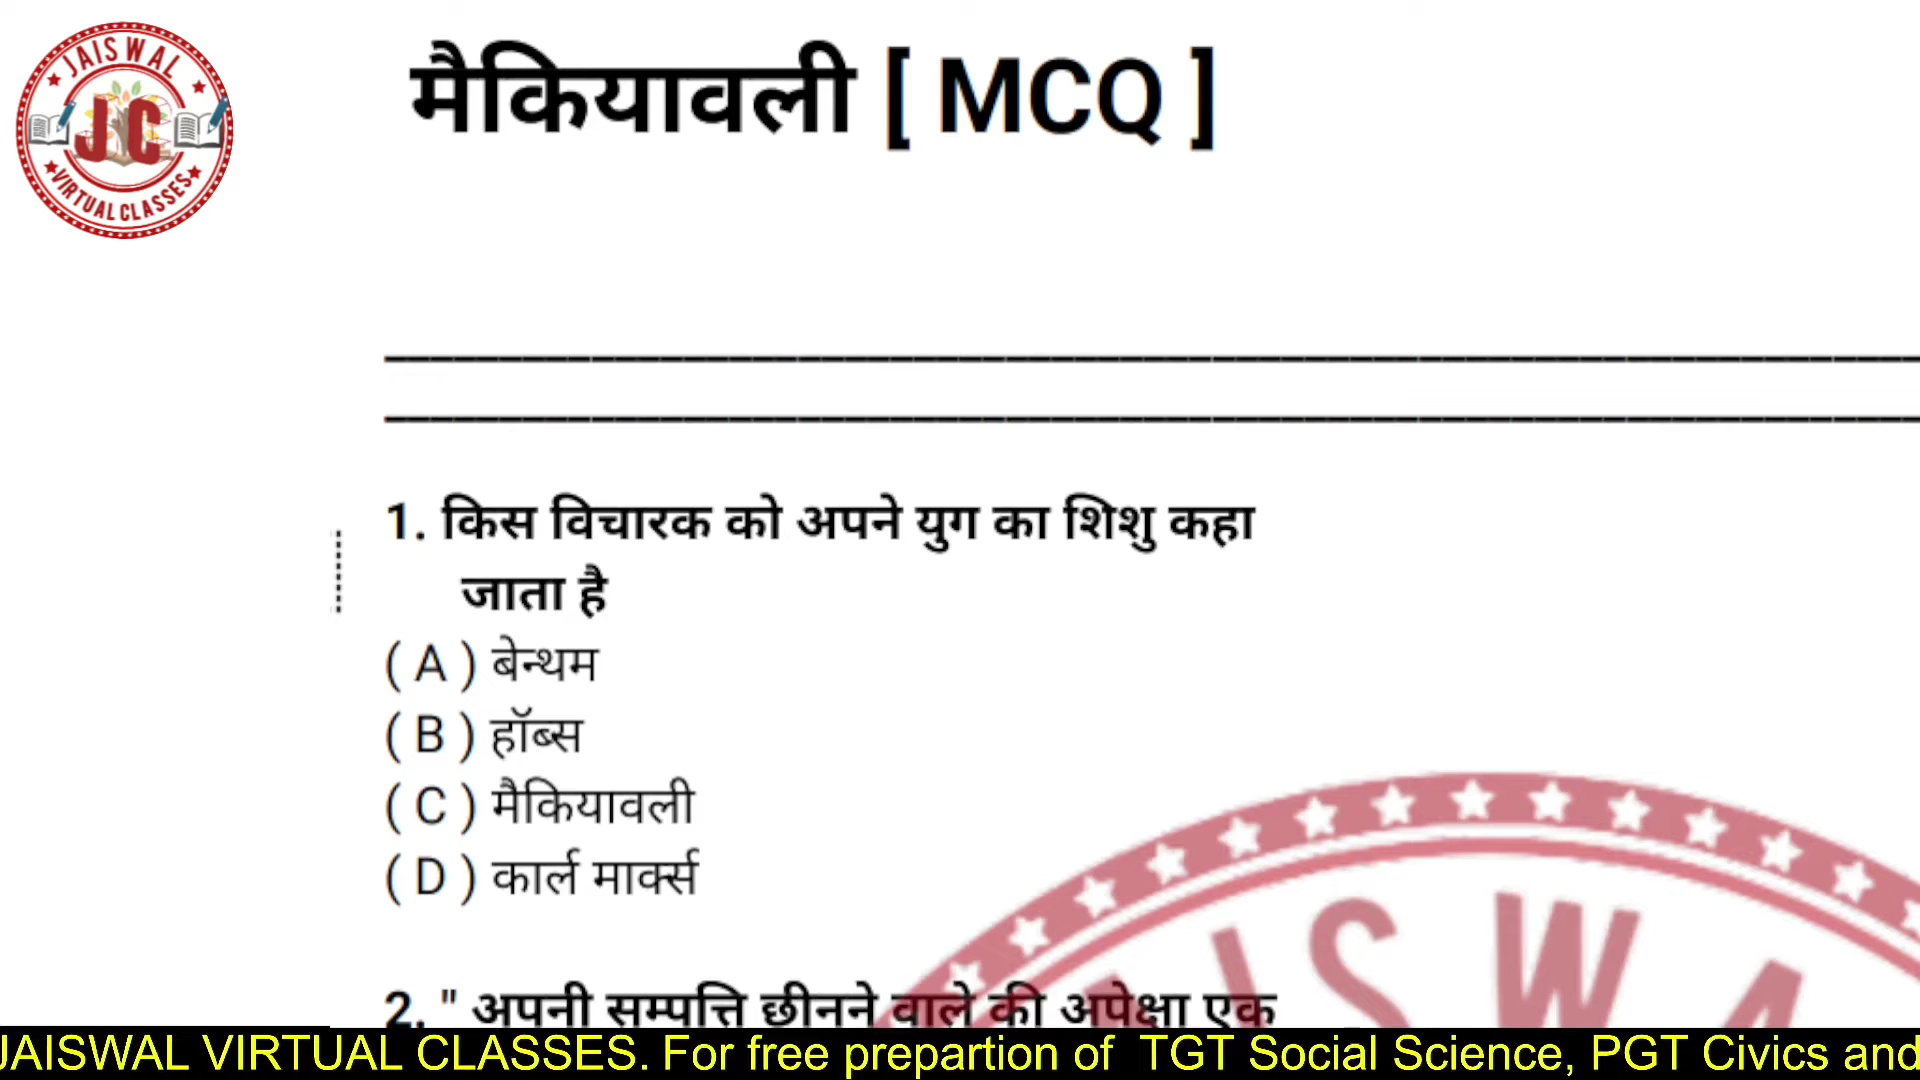 JAISWAL
JC
VIRTUAL CLASSES
मैकियावली [ MCQ ]
1. किस विचारक को अपने युग का शिशु कहा
जाता है
( A ) बेन्थम
( B ) हॉब्स
( C ) मैकियावली
( D ) कार्ल मार्क्स
2. " अपनी सम्पत्ति छीनने वाले की अपेक्षा एक
AISWA
JAISWAL VIRTUAL CLASSES. For free prepartion of TGT Social Science, PGT Civics and